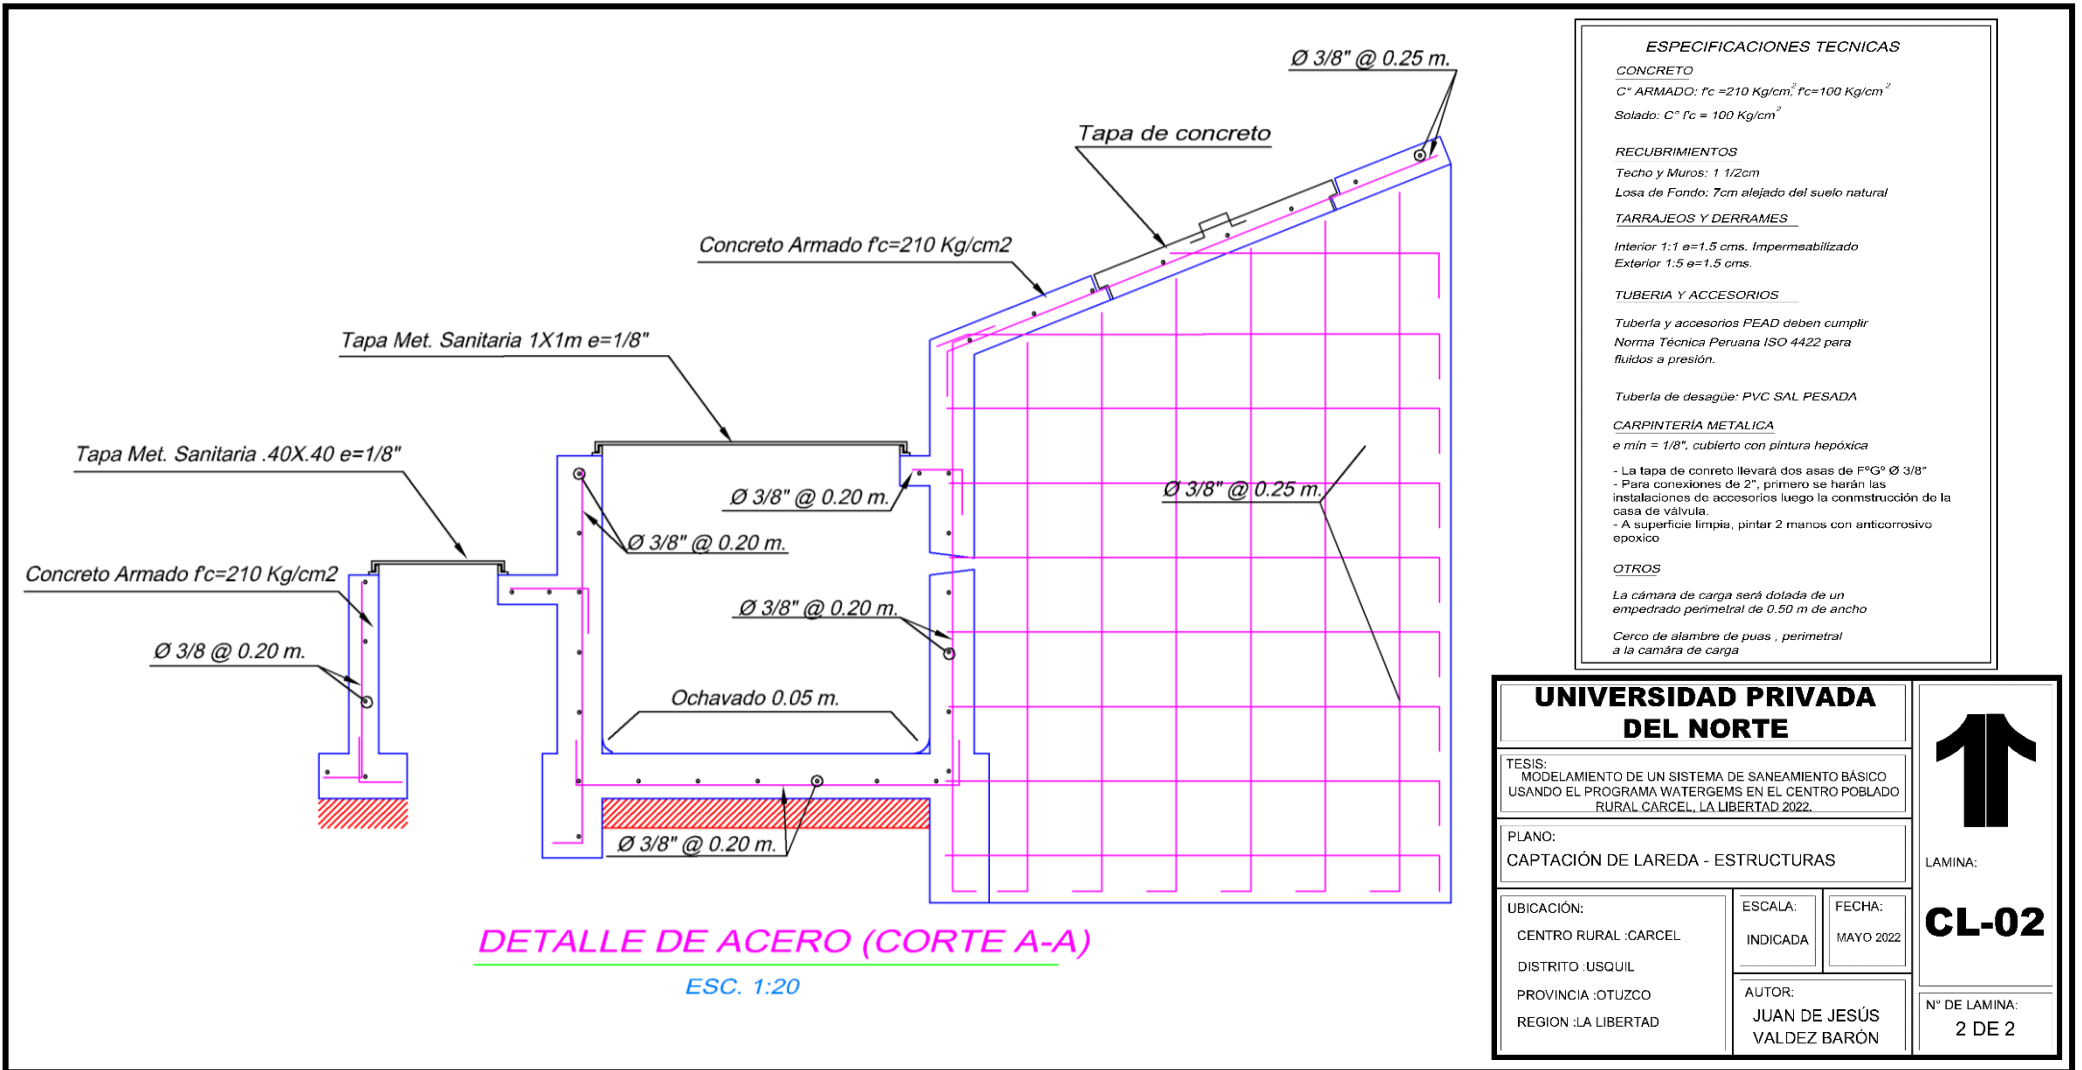 Ø 3/8" @ 0.25 m.
Tapa de concreto
Concreto Armado f'c=210 Kg/cm2
Tapa Met. Sanitaria 1X1m e=1/8"
Tapa Met. Sanitaria .40X.40 e=1/8"
Ø 3/8" @ 0.20 m.
Ø 3/8" @ 0.25 m.
Ø 3/8" @ 0.20 m.
Concreto Armado f'c=210 Kg/cm2
Ø 3/8" @ 0.20 m.
Ø 3/8 @ 0.20 m.
Ochavado 0.05 m.
Ø 3/8" @ 0.20 m.
DETALLE DE ACERO (CORTE A-A)
ESC. 1:20
ESPECIFICACIONES TECNICAS
CONCRETO
C° ARMADO: f'c =210 Kg/cm² f'c=100 Kg/cm²
Solado: C° f'c = 100 Kg/cm²
RECUBRIMIENTOS
Techo y Muros: 1 1/2cm
Losa de Fondo: 7cm alejado del suelo natural
TARRAJEOS Y DERRAMES
Interior 1:1 e=1.5 cms. Impermeabilizado
Exterior 1:5 e=1.5 cms.
TUBERIA Y ACCESORIOS
Tubería y accesorios PEAD deben cumplir
Norma Técnica Peruana ISO 4422 para
fluidos a presión.
Tubería de desagüe: PVC SAL PESADA
CARPINTERÍA METALICA
e mín = 1/8", cubierto con pintura hepóxica
- La tapa de conreto llevará dos asas de FºGº Ø 3/8"
- Para conexiones de 2", primero se harán las
instalaciones de accesorios luego la conmstrucción de la
casa de válvula.
- A superficie limpia, pintar 2 manos con anticorrosivo
epoxico
OTROS
La cámara de carga será dotada de un
empedrado perimetral de 0.50 m de ancho
Cerco de alambre de puas , perimetral
a la camára de carga
UNIVERSIDAD PRIVADA
DEL NORTE
TESIS:
MODELAMIENTO DE UN SISTEMA DE SANEAMIENTO BÁSICO
USANDO EL PROGRAMA WATERGEMS EN EL CENTRO POBLADO
RURAL CARCEL, LA LIBERTAD 2022.
PLANO:
CAPTACIÓN DE LAREDA - ESTRUCTURAS
UBICACIÓN:
CENTRO RURAL :CARCEL
DISTRITO :USQUIL
PROVINCIA :OTUZCO
REGION :LA LIBERTAD
ESCALA:
INDICADA
FECHA:
MAYO 2022
AUTOR:
JUAN DE JESÚS
VALDEZ BARÓN
LAMINA:
CL-02
N° DE LAMINA:
2 DE 2